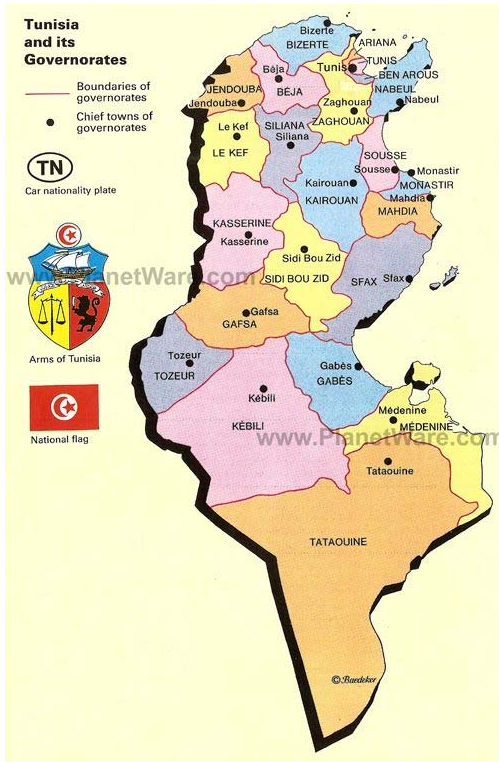 Tunisia
and its
Governorates
Boundaries of
governorates
Chief towns of
governorates
TN
Car nationality plate
Arms of Tunisia
National flag
Bizerte
BIZERTE
ARIANA
Tunis
TUNIS
BEN AROUS
Béja
BÉJA
NABEUL
Nabeul
JENDOUBA
Jendouba
Zaghouan
ZAGHOUAN
Le Kef
LE KEF
SILIANA
Siliana
SOUSSE
Sousse
Monastir
MONASTIR
Kairouan
KAIROUAN
Mahdia
MAHDIA
KASSERINE
Kasserine
Sidi Bou Zid
SIDI BOU ZID
SFAX
Sfax
www.PlanetWare.com
Gafsa
GAFSA
Tozeur
TOZEUR
Gabès
GABÈS
Kébili
KÉBILI
Médenine
MÉDENINE
www.PlanetWare.com
Tataouine
TATAOUINE
© Baedeker